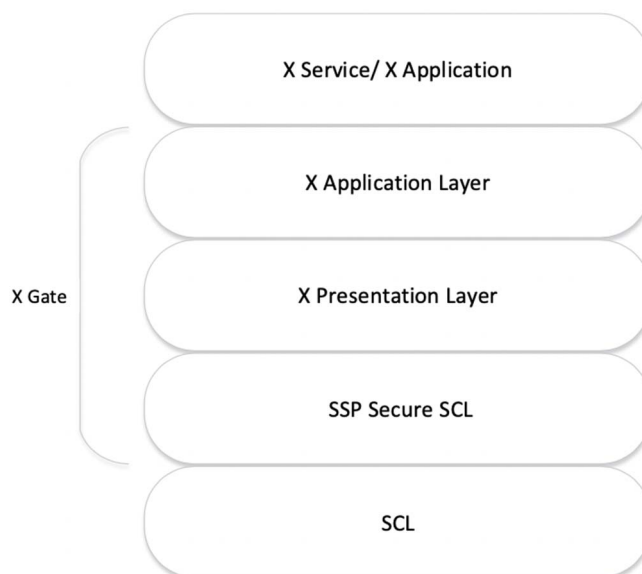 X Service/ X Application
X Application Layer
X Gate
X Presentation Layer
SSP Secure SCL
SCL